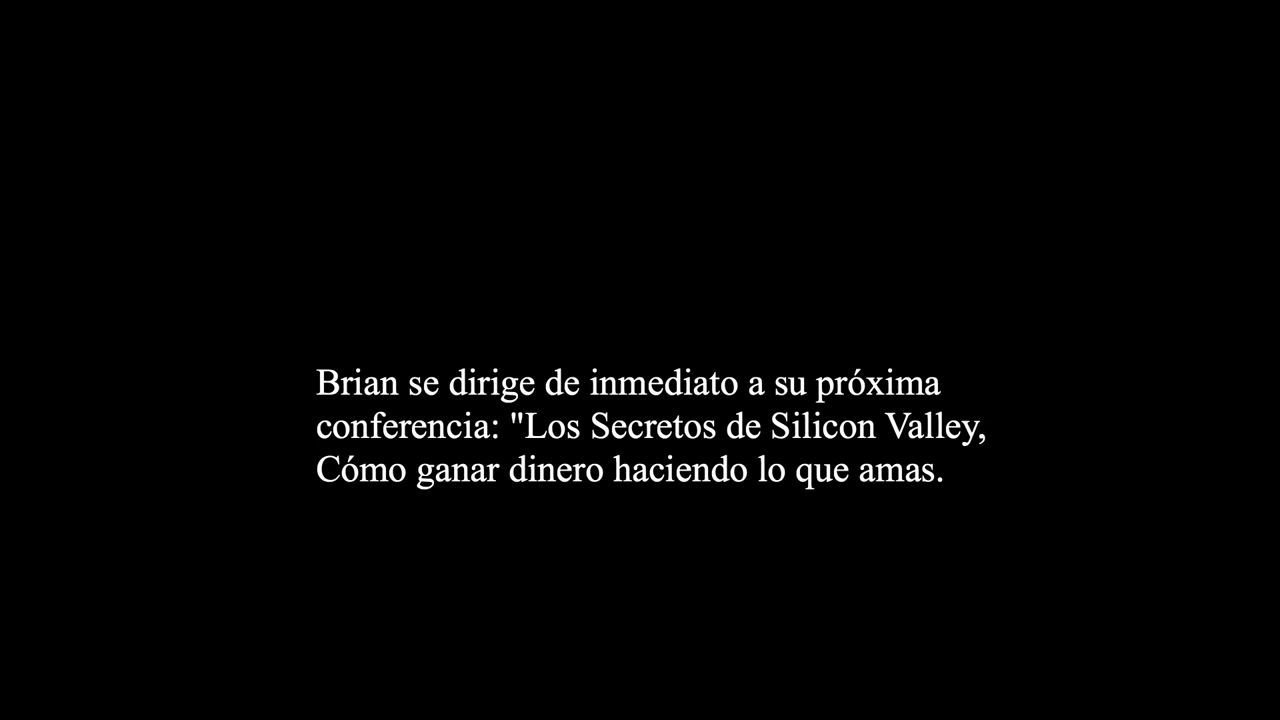 Brian se dirige de inmediato a su próxima
conferencia: "Los Secretos de Silicon Valley,
Cómo ganar dinero haciendo lo que amas.